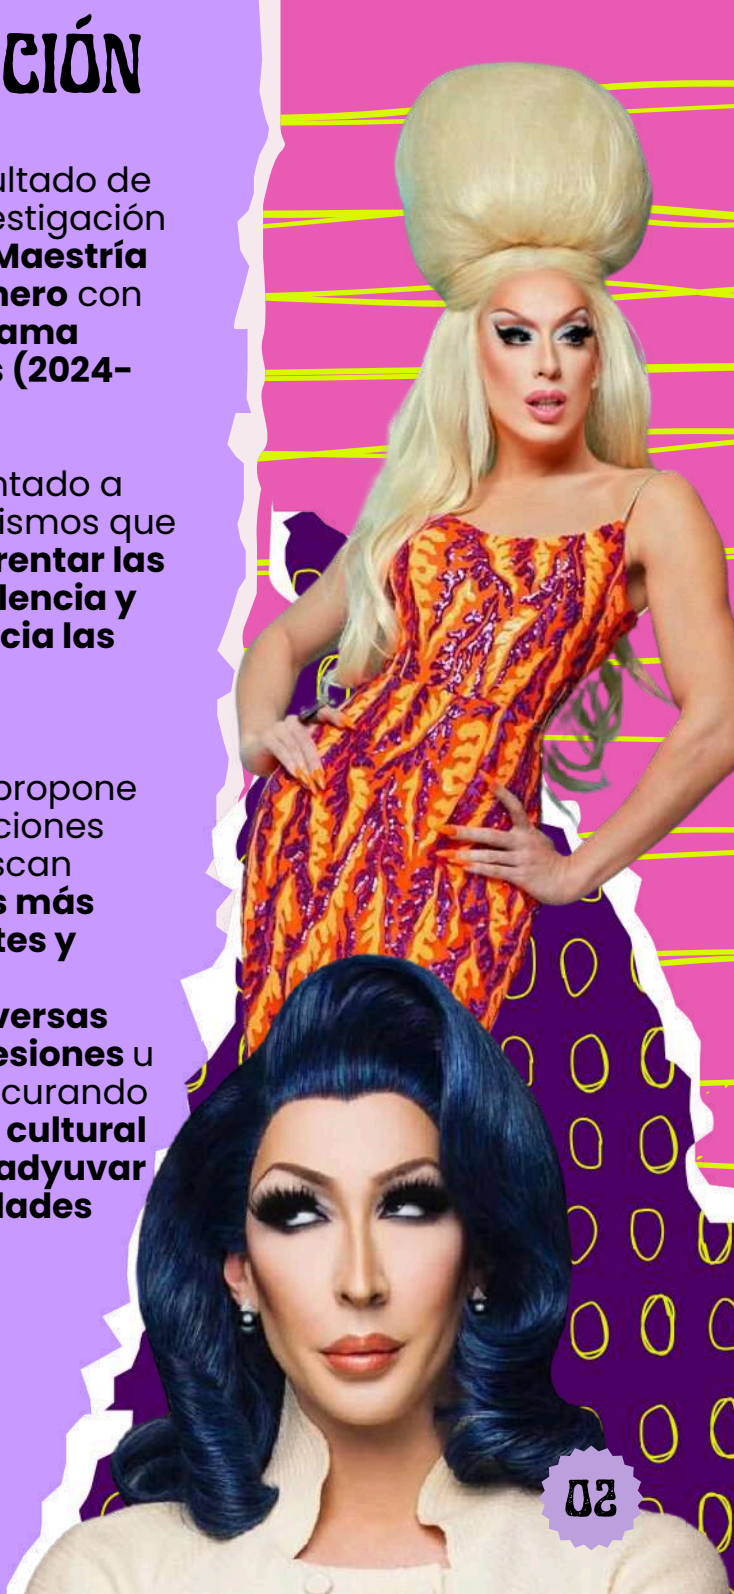 CIÓN
ultado de
estigación
Maestría
nero con
ama
s (2024-
ntado a
ismos que
rentar las
lencia y
cia las
propone
ciones
scan
s más
tes y
versas
esiones u
curando
cultural
adyuvar
dades
02